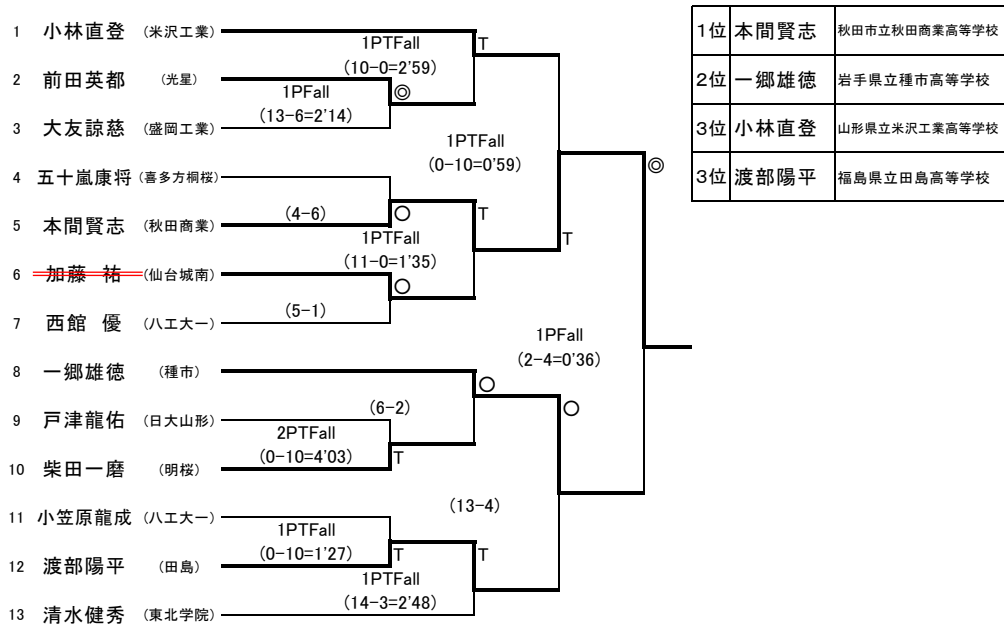 1 小林直登 (米沢工業)
2 前田英都 (光星)
3 大友諒慈 (盛岡工業)
4 五十嵐康将 (喜多方桐桜)
5 本間賢志 (秋田商業)
6 加藤 祐 (仙台城南)
7 西館 優 (八工大一)
8 一郷雄徳 (種市)
9 戸津龍佑 (日大山形)
10 柴田一磨 (明桜)
11 小笠原龍成 (八工大一)
12 渡部陽平 (田島)
13 清水健秀 (東北学院)
1PTFall
(10-0=2'59)
T
1PFall
(13-6=2'14)
◎
1PTFall
(0-10=0'59)
(4-6)
○
T
1PTFall
(11-0=1'35)
○
(5-1)
T
◎
1PFall
(2-4=0'36)
○
(6-2)
○
2PTFall
(0-10=4'03)
T
(13-4)
1PTFall
(0-10=1'27)
T
T
1PTFall
(14-3=2'48)
1位 本間賢志 秋田市立秋田商業高等学校
2位 一郷雄徳 岩手県立種市高等学校
3位 小林直登 山形県立米沢工業高等学校
3位 渡部陽平 福島県立田島高等学校